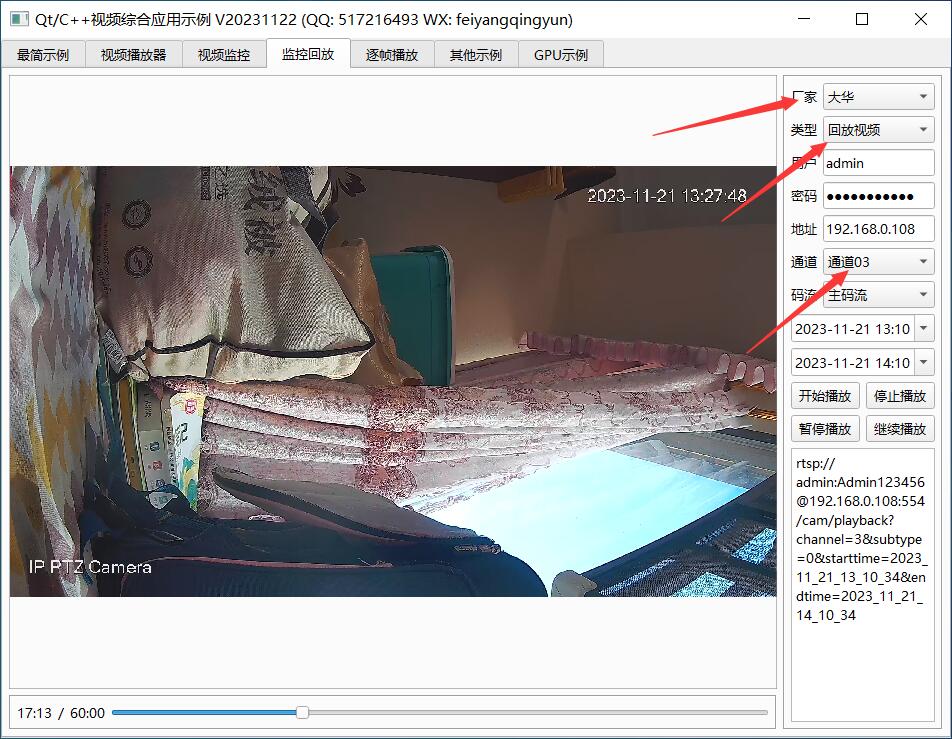 Qt/C++视频综合应用示例 V20231122 (QQ: 517216493 WX: feiyangqingyun)
最简示例 视频播放器 视频监控 监控回放 逐帧播放 其他示例 GPU示例
2023-11-21 13:27:48
IP PTZ Camera
厂家 大华
类型 回放视频
用户 admin
密码 ●●●●●●●●●●●
地址 192.168.0.108
通道 通道03
码流 主码流
2023-11-21 13:10
2023-11-21 14:10
开始播放 停止播放
暂停播放 继续播放
rtsp://
admin:Admin123456
@192.168.0.108:554
/cam/playback?
channel=3&subtype
=0&starttime=2023_
11_21_13_10_34&en
dtime=2023_11_21_
14_10_34
17:13 / 60:00